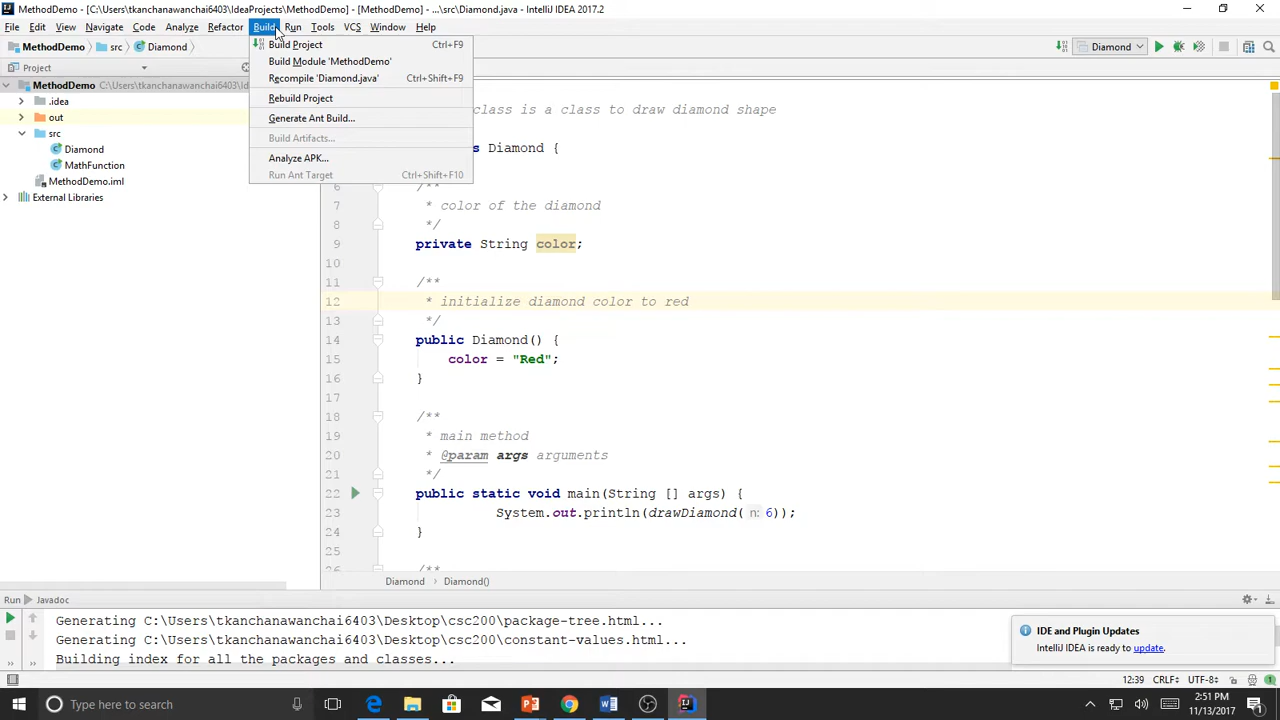 MethodDemo - [C:\Users\tkanchanawanchai6403\IdeaProjects\MethodDemo] - [MethodDemo] - ...\src\Diamond.java - IntelliJ IDEA 2017.2
File Edit View Navigate Code Analyze Refactor Build Run Tools VCS Window Help
MethodDemo src Diamond Diamond
Project
MethodDemo C:\Users\tkanchanawanchai6403\Ide
.idea
out
src
Diamond
MathFunction
MethodDemo.iml
External Libraries
Build Project Ctrl+F9
Build Module 'MethodDemo'
Recompile 'Diamond.java' Ctrl+Shift+F9
Rebuild Project
Generate Ant Build...
Build Artifacts...
Analyze APK...
Run Ant Target Ctrl+Shift+F10
class is a class to draw diamond shape
Diamond {
6 /**
7 * color of the diamond
8 */
9 private String color;
10
11 /**
12 * initialize diamond color to red
13 */
14 public Diamond() {
15 color = "Red";
16 }
17
18 /**
19 * main method
20 * @param args arguments
21 */
22 public static void main(String [] args) {
23 System.out.println(drawDiamond( n: 6));
24 }
25
26 /**
Diamond Diamond()
Run Javadoc
Generating C:\Users\tkanchanawanchai6403\Desktop\csc200\package-tree.html...
Generating C:\Users\tkanchanawanchai6403\Desktop\csc200\constant-values.html...
Building index for all the packages and classes...
IDE and Plugin Updates
IntelliJ IDEA is ready to update.
12:39 CRLF÷ UTF-8÷
Type here to search
2:51 PM
11/13/2017